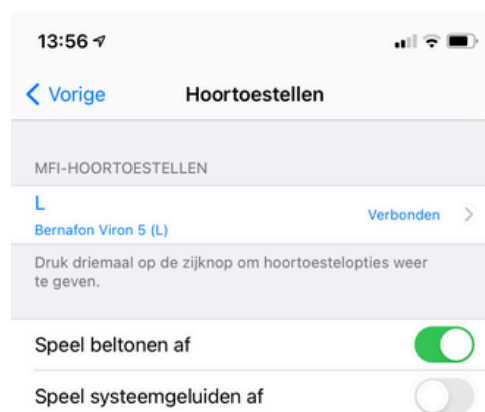 13:56
Vorige
Hoortoestellen
MFI-HOORTOESTELLEN
L
Bernafon Viron 5 (L)
Verbonden
Druk driemaal op de zijknop om hoortoestelopties weer
te geven.
Speel beltonen af
Speel systeemgeluiden af